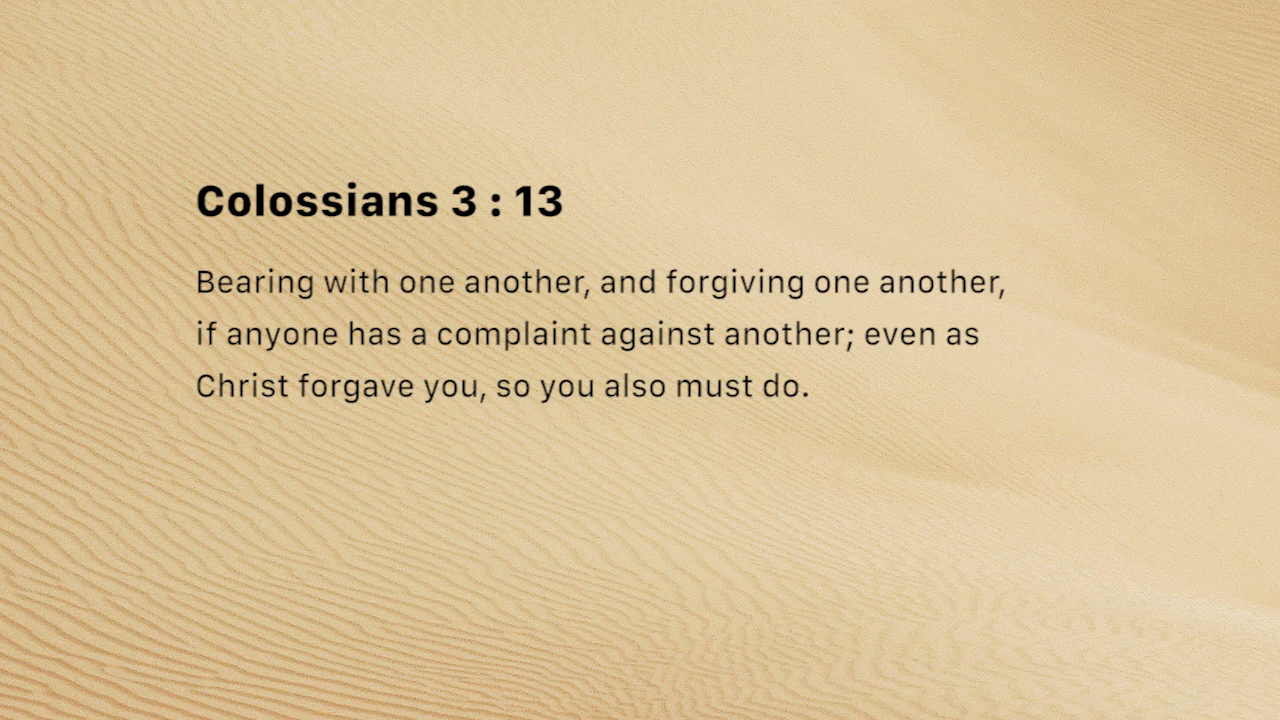 Colossians 3 : 13
Bearing with one another, and forgiving one another,
if anyone has a complaint against another; even as
Christ forgave you, so you also must do.